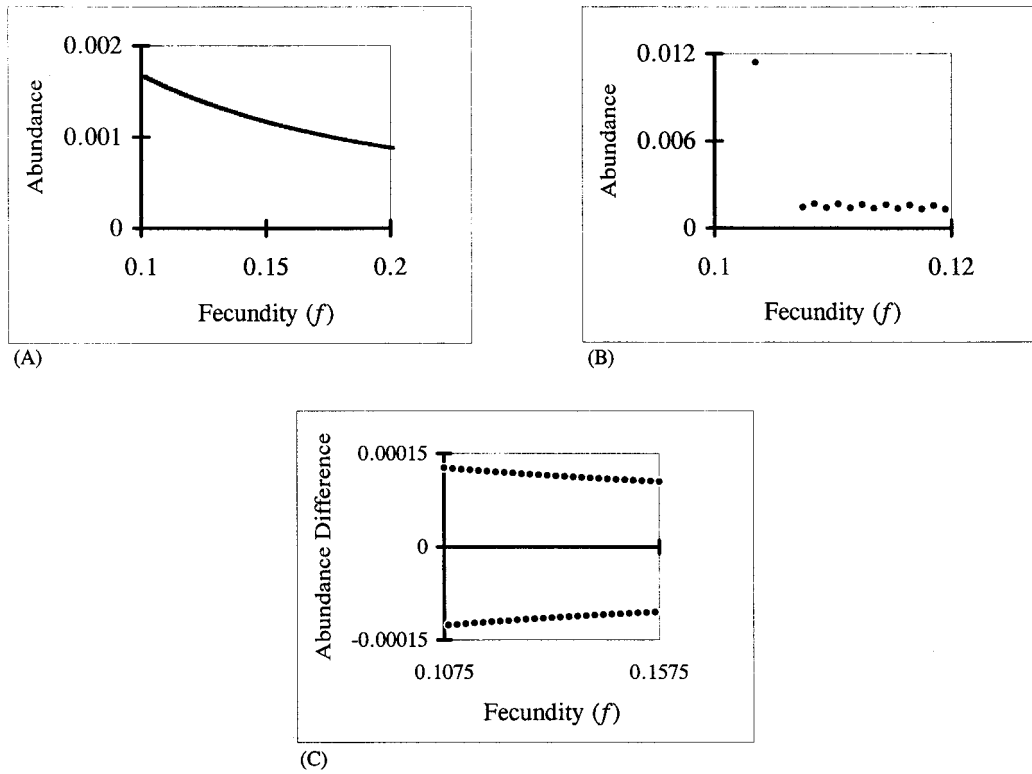 0.002
0.001
0
0.1
0.15
0.2
Abundance
Fecundity (f)
(A)
0.012
0.006
0
0.1
0.12
Abundance
Fecundity (f)
(B)
0.00015
0
-0.00015
0.1075
0.1575
Abundance Difference
Fecundity (f)
(C)